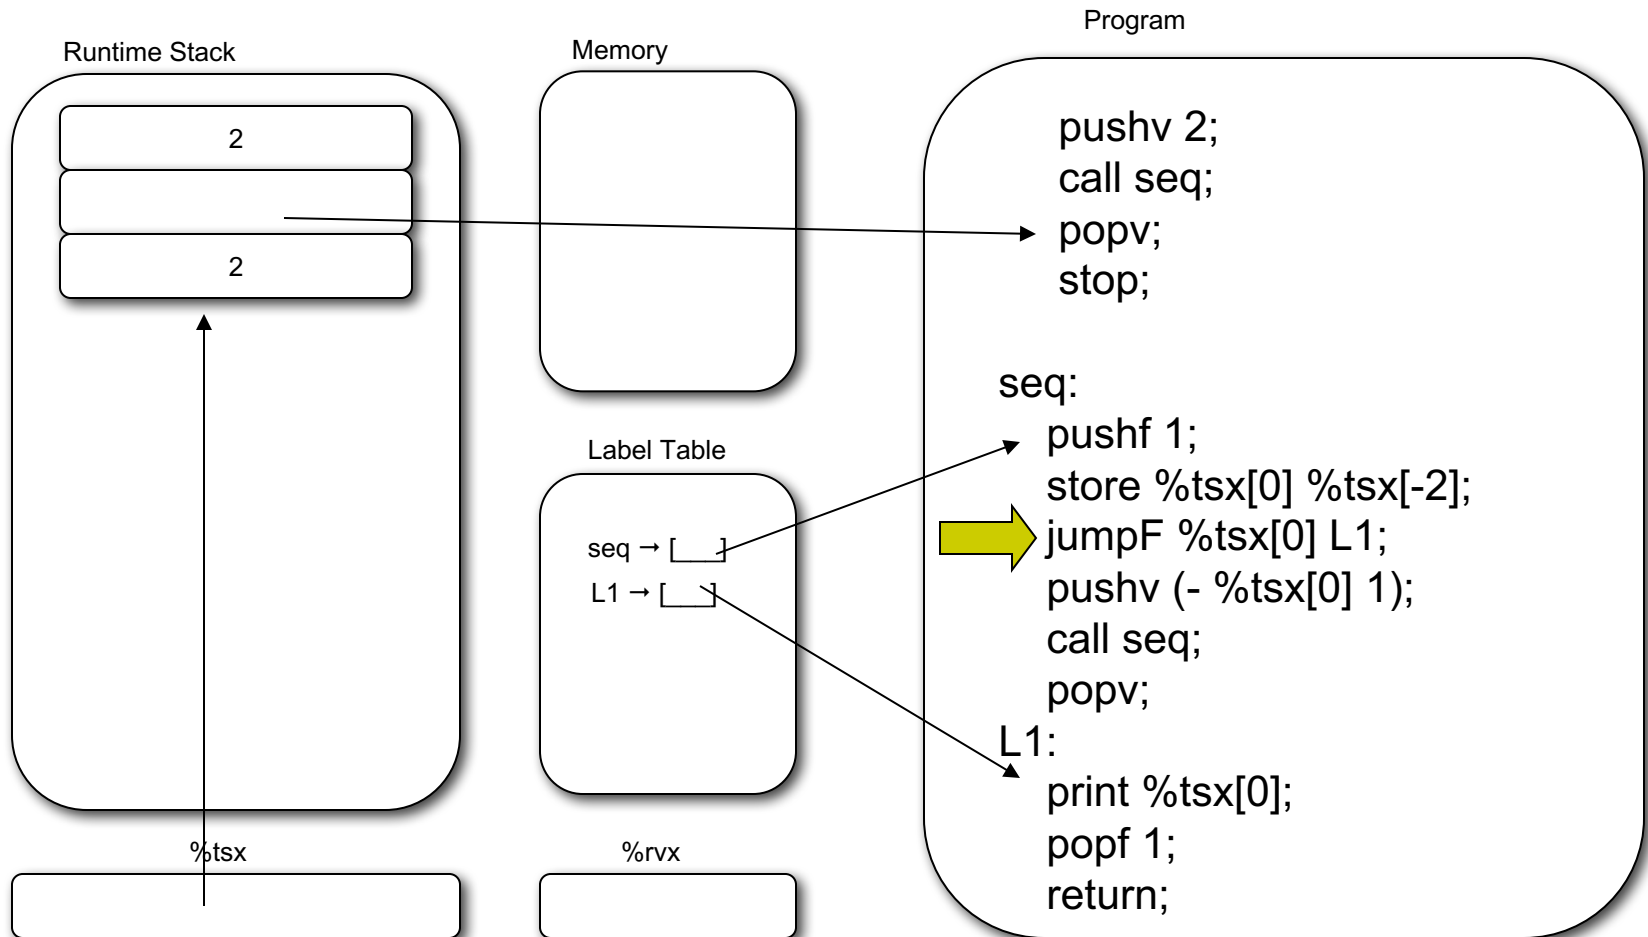 Program
Runtime Stack
Memory
2
2
pushv 2;
call seq;
popv;
stop;
seq:
pushf 1;
store %tsx[0] %tsx[-2];
jumpF %tsx[0] L1;
pushv (- %tsx[0] 1);
call seq;
popv;
L1:
print %tsx[0];
popf 1;
return;
Label Table
seq → [___]
L1 → [___]
%tsx
%rvx